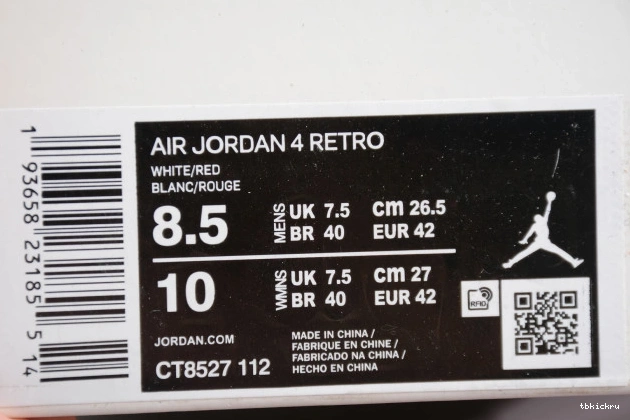 AIR JORDAN 4 RETRO
WHITE/RED
BLANC/ROUGE
8.5 MENS UK 7.5 cm 26.5
BR 40 EUR 42
10 WMNS UK 7.5 cm 27
BR 40 EUR 42
RFID
JORDAN.COM
CT8527 112
MADE IN CHINA /
FABRIQUE EN CHINE /
FABRICADO NA CHINA /
HECHO EN CHINA
1 93658 23185 5 14
tbkickru